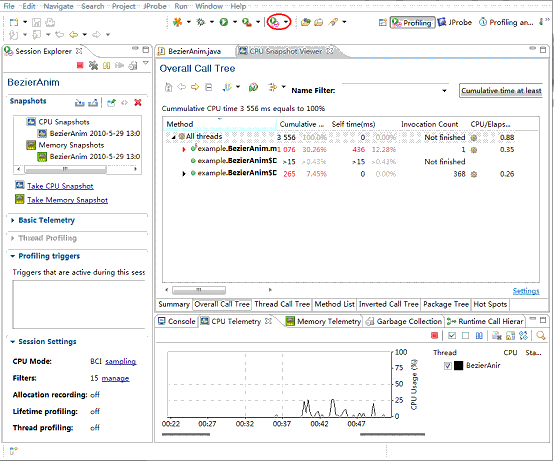 File Edit Navigate Search Project JProbe Run Window Help
Profiling
JProbe
Profiling an...
Session Explorer
BezierAnim
Snapshots
CPU Snapshots
BezierAnim 2010-5-29 13:0
Memory Snapshots
BezierAnim 2010-5-29 13:0
Take CPU Snapshot
Take Memory Snapshot
Basic Telemetry
Thread Profiling
Profiling triggers
Triggers that are active during this sess
Session Settings
CPU Mode: BCI sampling
Filters: 15 manage
Allocation recording: off
Lifetime profiling: off
Thread profiling: off
BezierAnim.java
CPU Snapshot Viewer
Overall Call Tree
Name Filter:
Cumulative time at least
Cummulative CPU time 3 556 ms equals to 100%
Method Cumulative ... Self time(ms) Invocation Count CPU/Elaps...
All threads 3 556 100.0% 0 0.0% Not finished 0.88
example.BezierAnim.m 1 076 30.26% 436 12.28% 1 0.35
example.BezierAnim$D >15 >0.43% >15 >0.43% Not finished
example.BezierAnim$D 265 7.45% 0 0.0% 368 0.26
Settings
Summary Overall Call Tree Thread Call Tree Method List Inverted Call Tree Package Tree Hot Spots
Console CPU Telemetry Memory Telemetry Garbage Collection Runtime Call Hierar
100
75
50
25
0
CPU Usage (%)
00:22 00:27 00:32 00:37 00:42 00:47
Thread CPU Sta...
BezierAnir